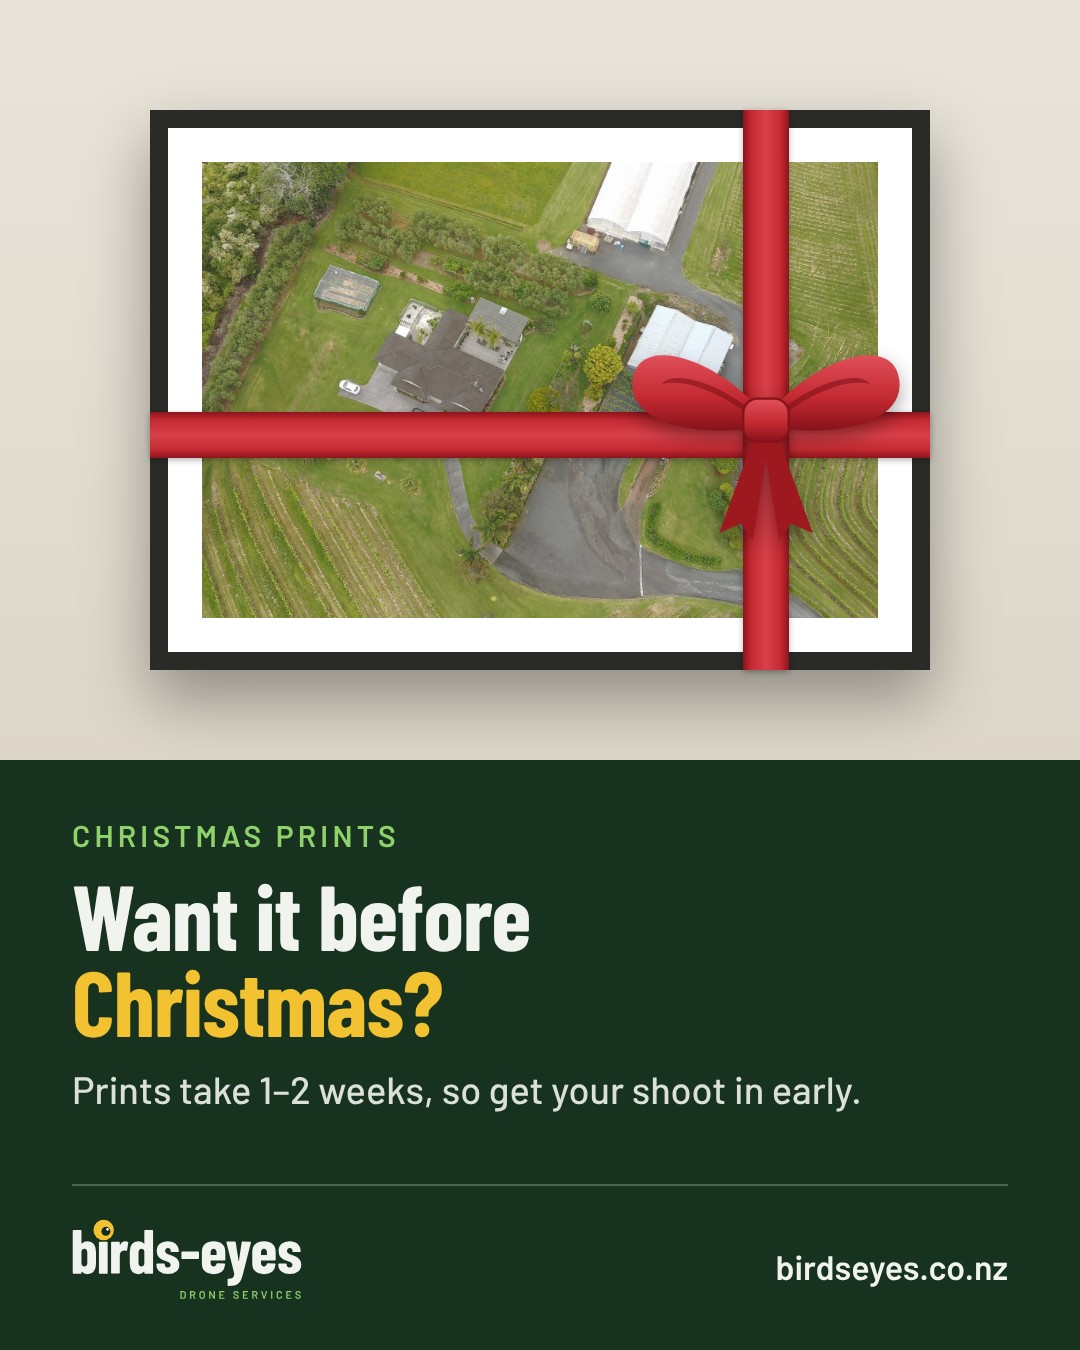 CHRISTMAS PRINTS
Want it before
Christmas?
Prints take 1–2 weeks, so get your shoot in early.
birds-eyes
DRONE SERVICES
birdseyes.co.nz